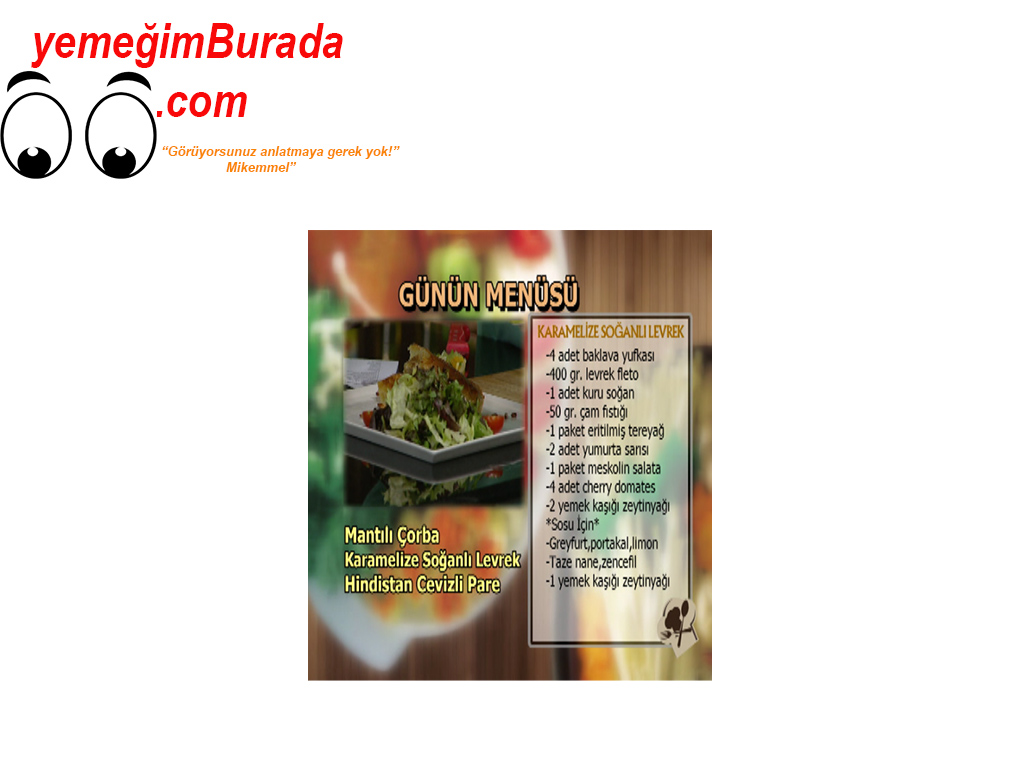 yemeğimBurada
.com
“Görüyorsunuz anlatmaya gerek yok!”
Mikemmel”
GÜNÜN MENÜSÜ
KARAMELİZE SOĞANLI LEVREK
-4 adet baklava yufkası
-400 gr. levrek fleto
-1 adet kuru soğan
-50 gr. çam fıstığı
-1 paket eritilmiş tereyağ
-2 adet yumurta sarısı
-1 paket meskolin salata
-4 adet cherry domates
-2 yemek kaşığı zeytinyağı
*Sosu İçin*
-Greyfurt,portakal,limon
-Taze nane,zencefil
-1 yemek kaşığı zeytinyağı
Mantılı Çorba
Karamelize Soğanlı Levrek
Hindistan Cevizli Pare